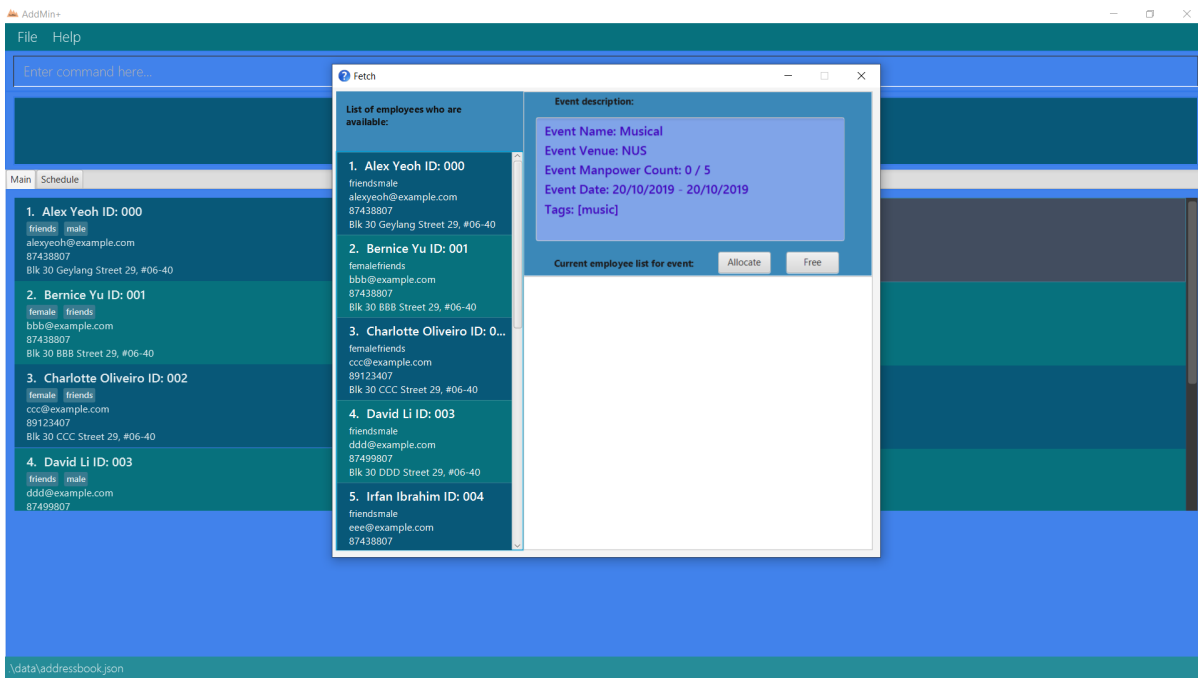 AddMin+
File Help
Enter command here...
Main Schedule
1. Alex Yeoh ID: 000
friends male
alexyeoh@example.com
87438807
Blk 30 Geylang Street 29, #06-40
2. Bernice Yu ID: 001
female friends
bbb@example.com
87438807
Blk 30 BBB Street 29, #06-40
3. Charlotte Oliveiro ID: 002
female friends
ccc@example.com
89123407
Blk 30 CCC Street 29, #06-40
4. David Li ID: 003
friends male
ddd@example.com
87499807
Fetch
List of employees who are
available:
1. Alex Yeoh ID: 000
friendsmale
alexyeoh@example.com
87438807
Blk 30 Geylang Street 29, #06-40
2. Bernice Yu ID: 001
femalefriends
bbb@example.com
87438807
Blk 30 BBB Street 29, #06-40
3. Charlotte Oliveiro ID: 0...
femalefriends
ccc@example.com
89123407
Blk 30 CCC Street 29, #06-40
4. David Li ID: 003
friendsmale
ddd@example.com
87499807
Blk 30 DDD Street 29, #06-40
5. Irfan Ibrahim ID: 004
friendsmale
eee@example.com
87438807
Event description:
Event Name: Musical
Event Venue: NUS
Event Manpower Count: 0 / 5
Event Date: 20/10/2019 - 20/10/2019
Tags: [music]
Current employee list for event: Allocate Free
.\data\addressbook.json